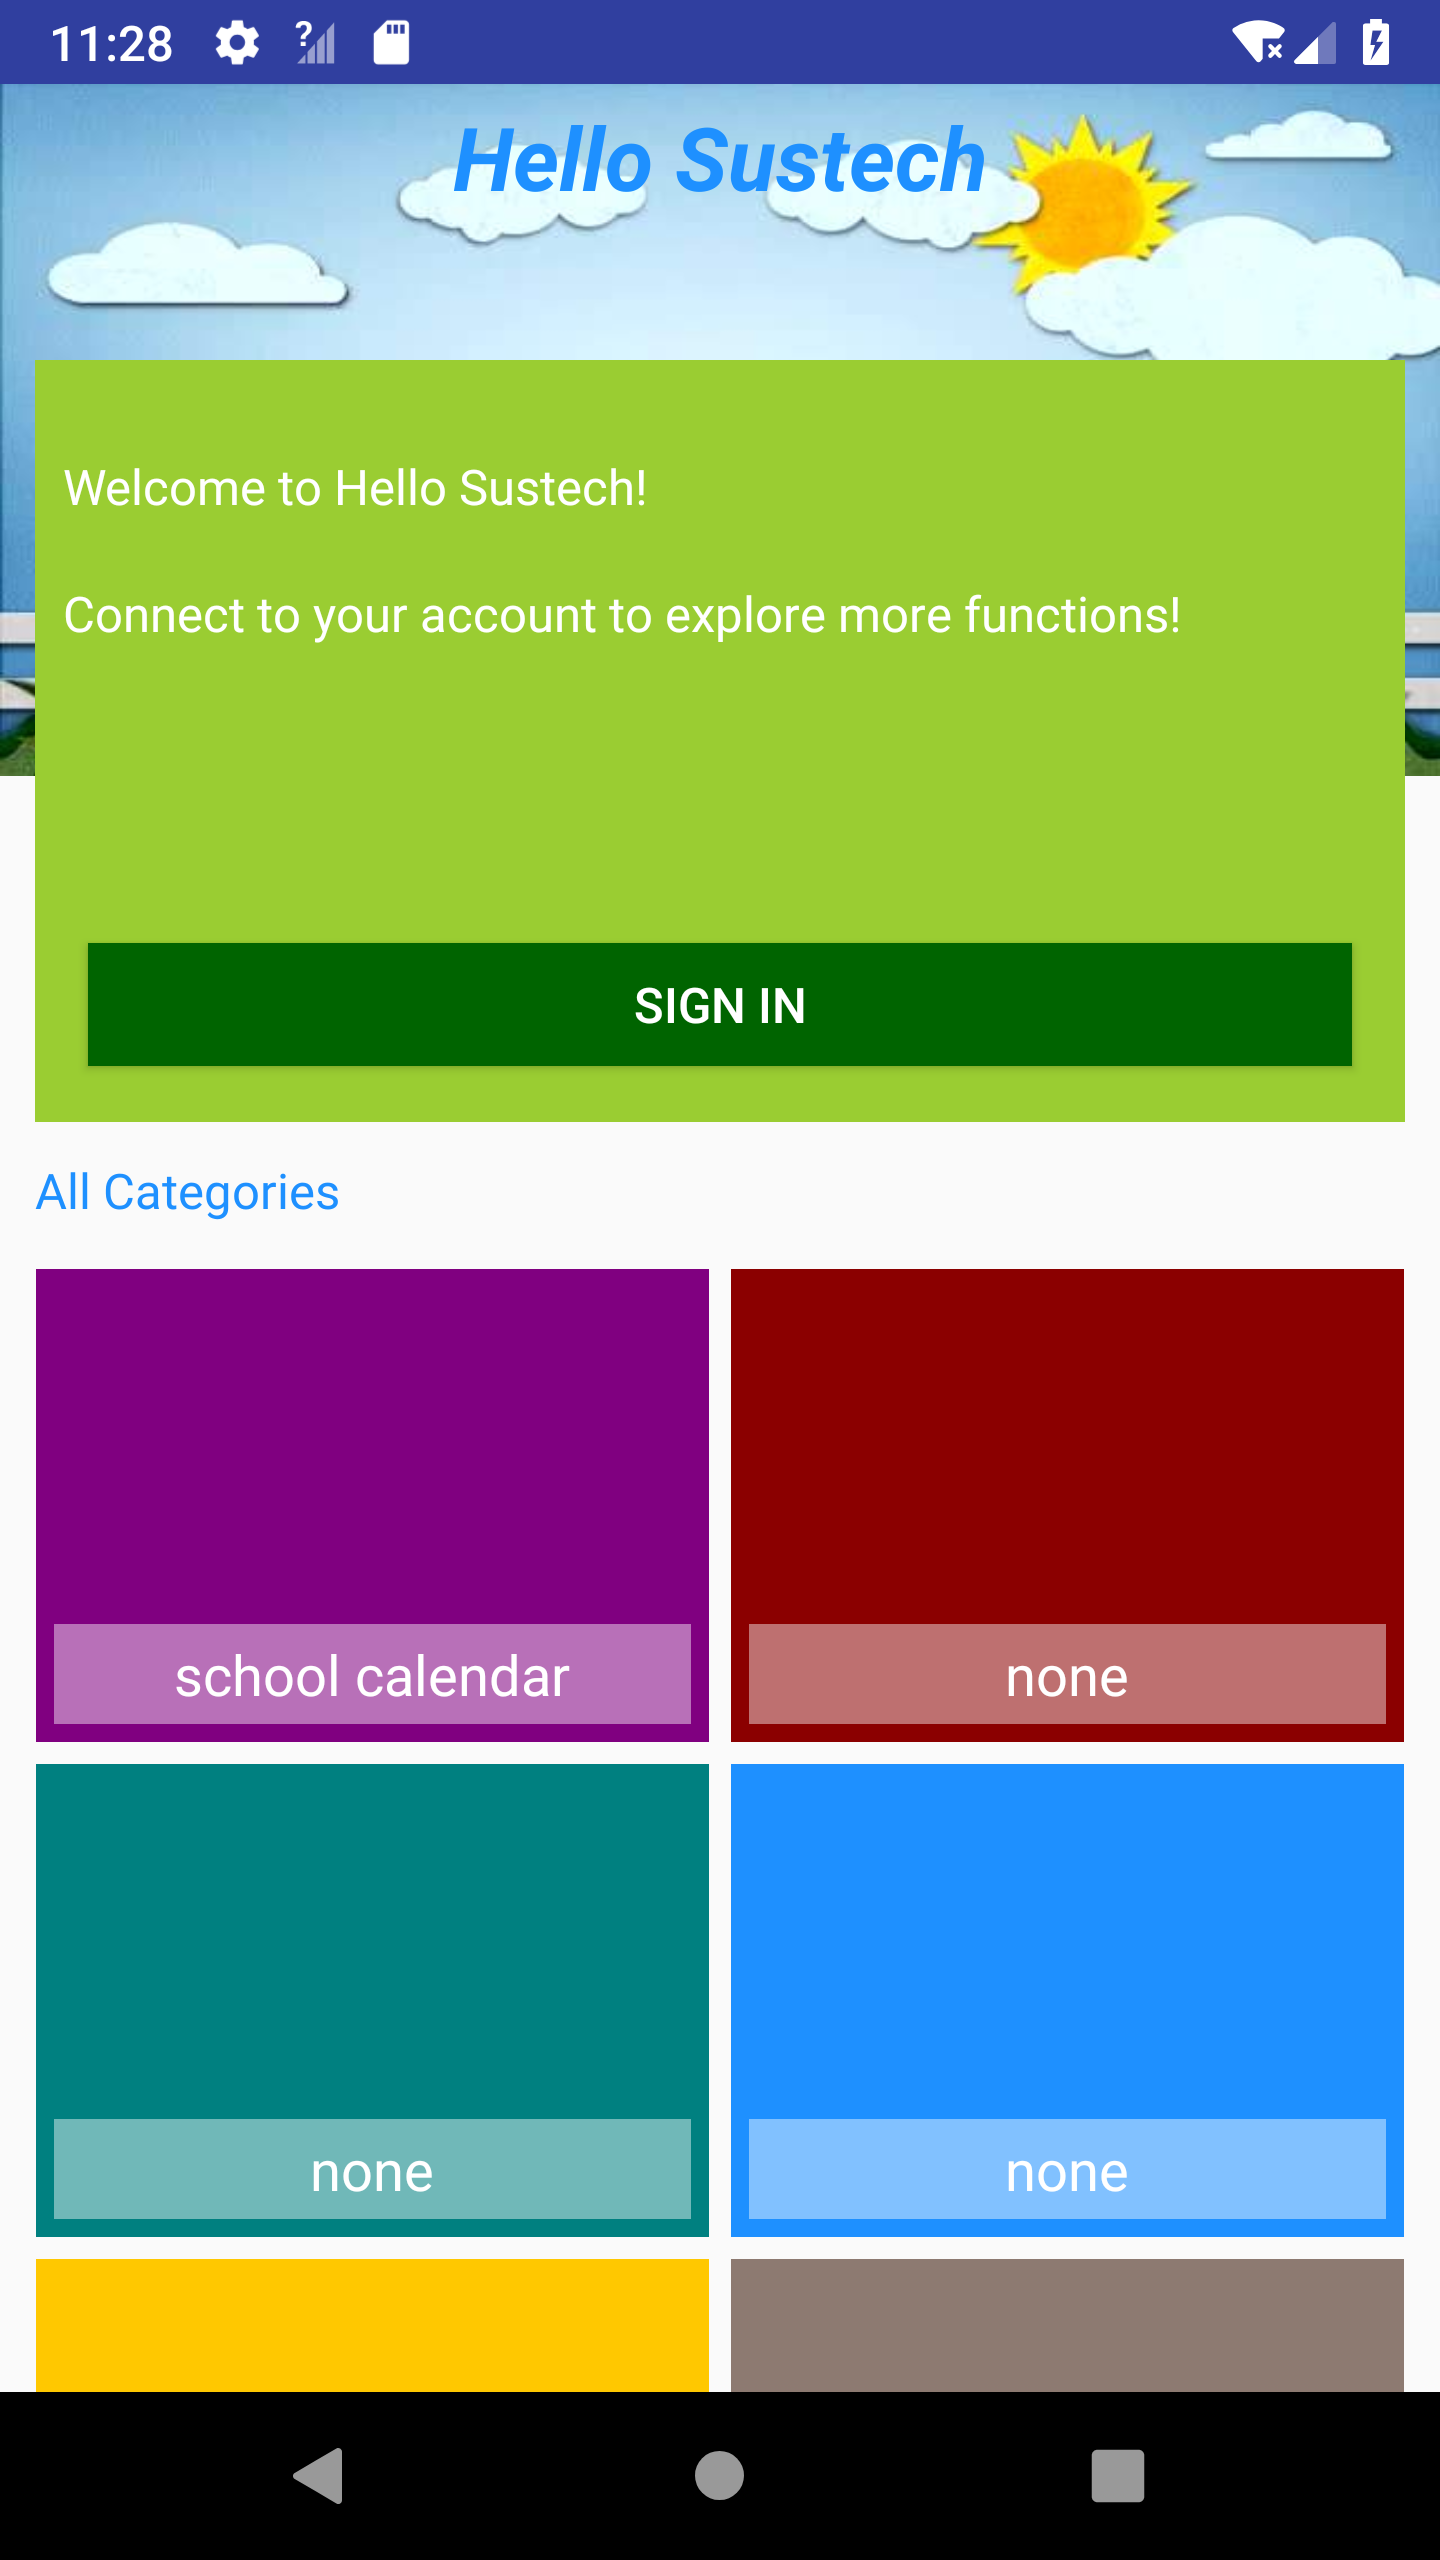 11:28
Hello Sustech
Welcome to Hello Sustech!
Connect to your account to explore more functions!
SIGN IN
All Categories
school calendar
none
none
none